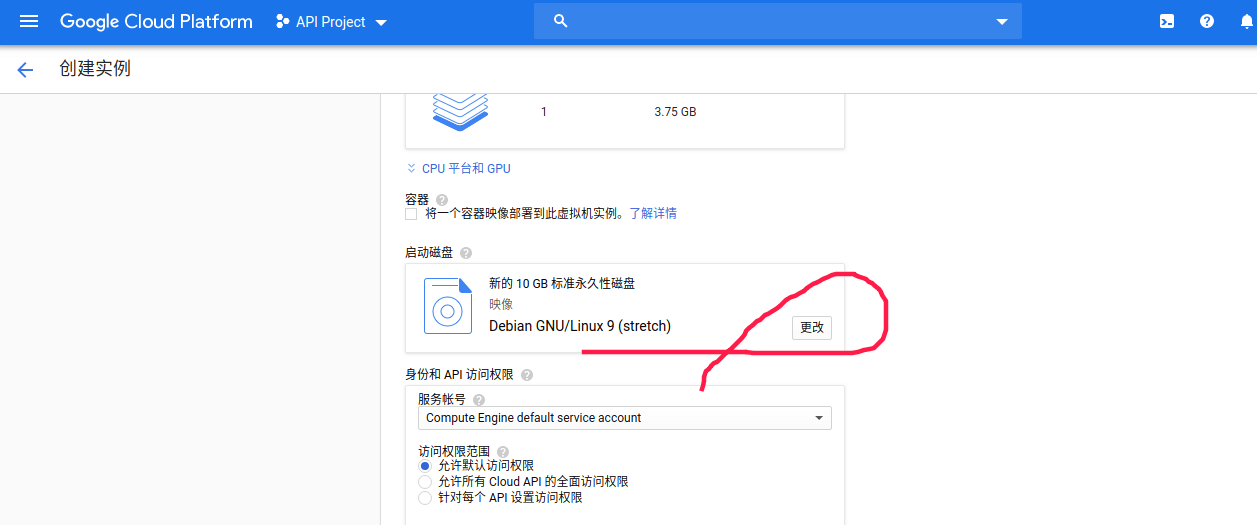 Google Cloud Platform API Project
创建实例
1 3.75 GB
CPU 平台和 GPU
容器
将一个容器映像部署到此虚拟机实例。了解详情
启动磁盘
新的 10 GB 标准永久性磁盘
映像
Debian GNU/Linux 9 (stretch) 更改
身份和 API 访问权限
服务帐号
Compute Engine default service account
访问权限范围
允许默认访问权限
允许所有 Cloud API 的全面访问权限
针对每个 API 设置访问权限